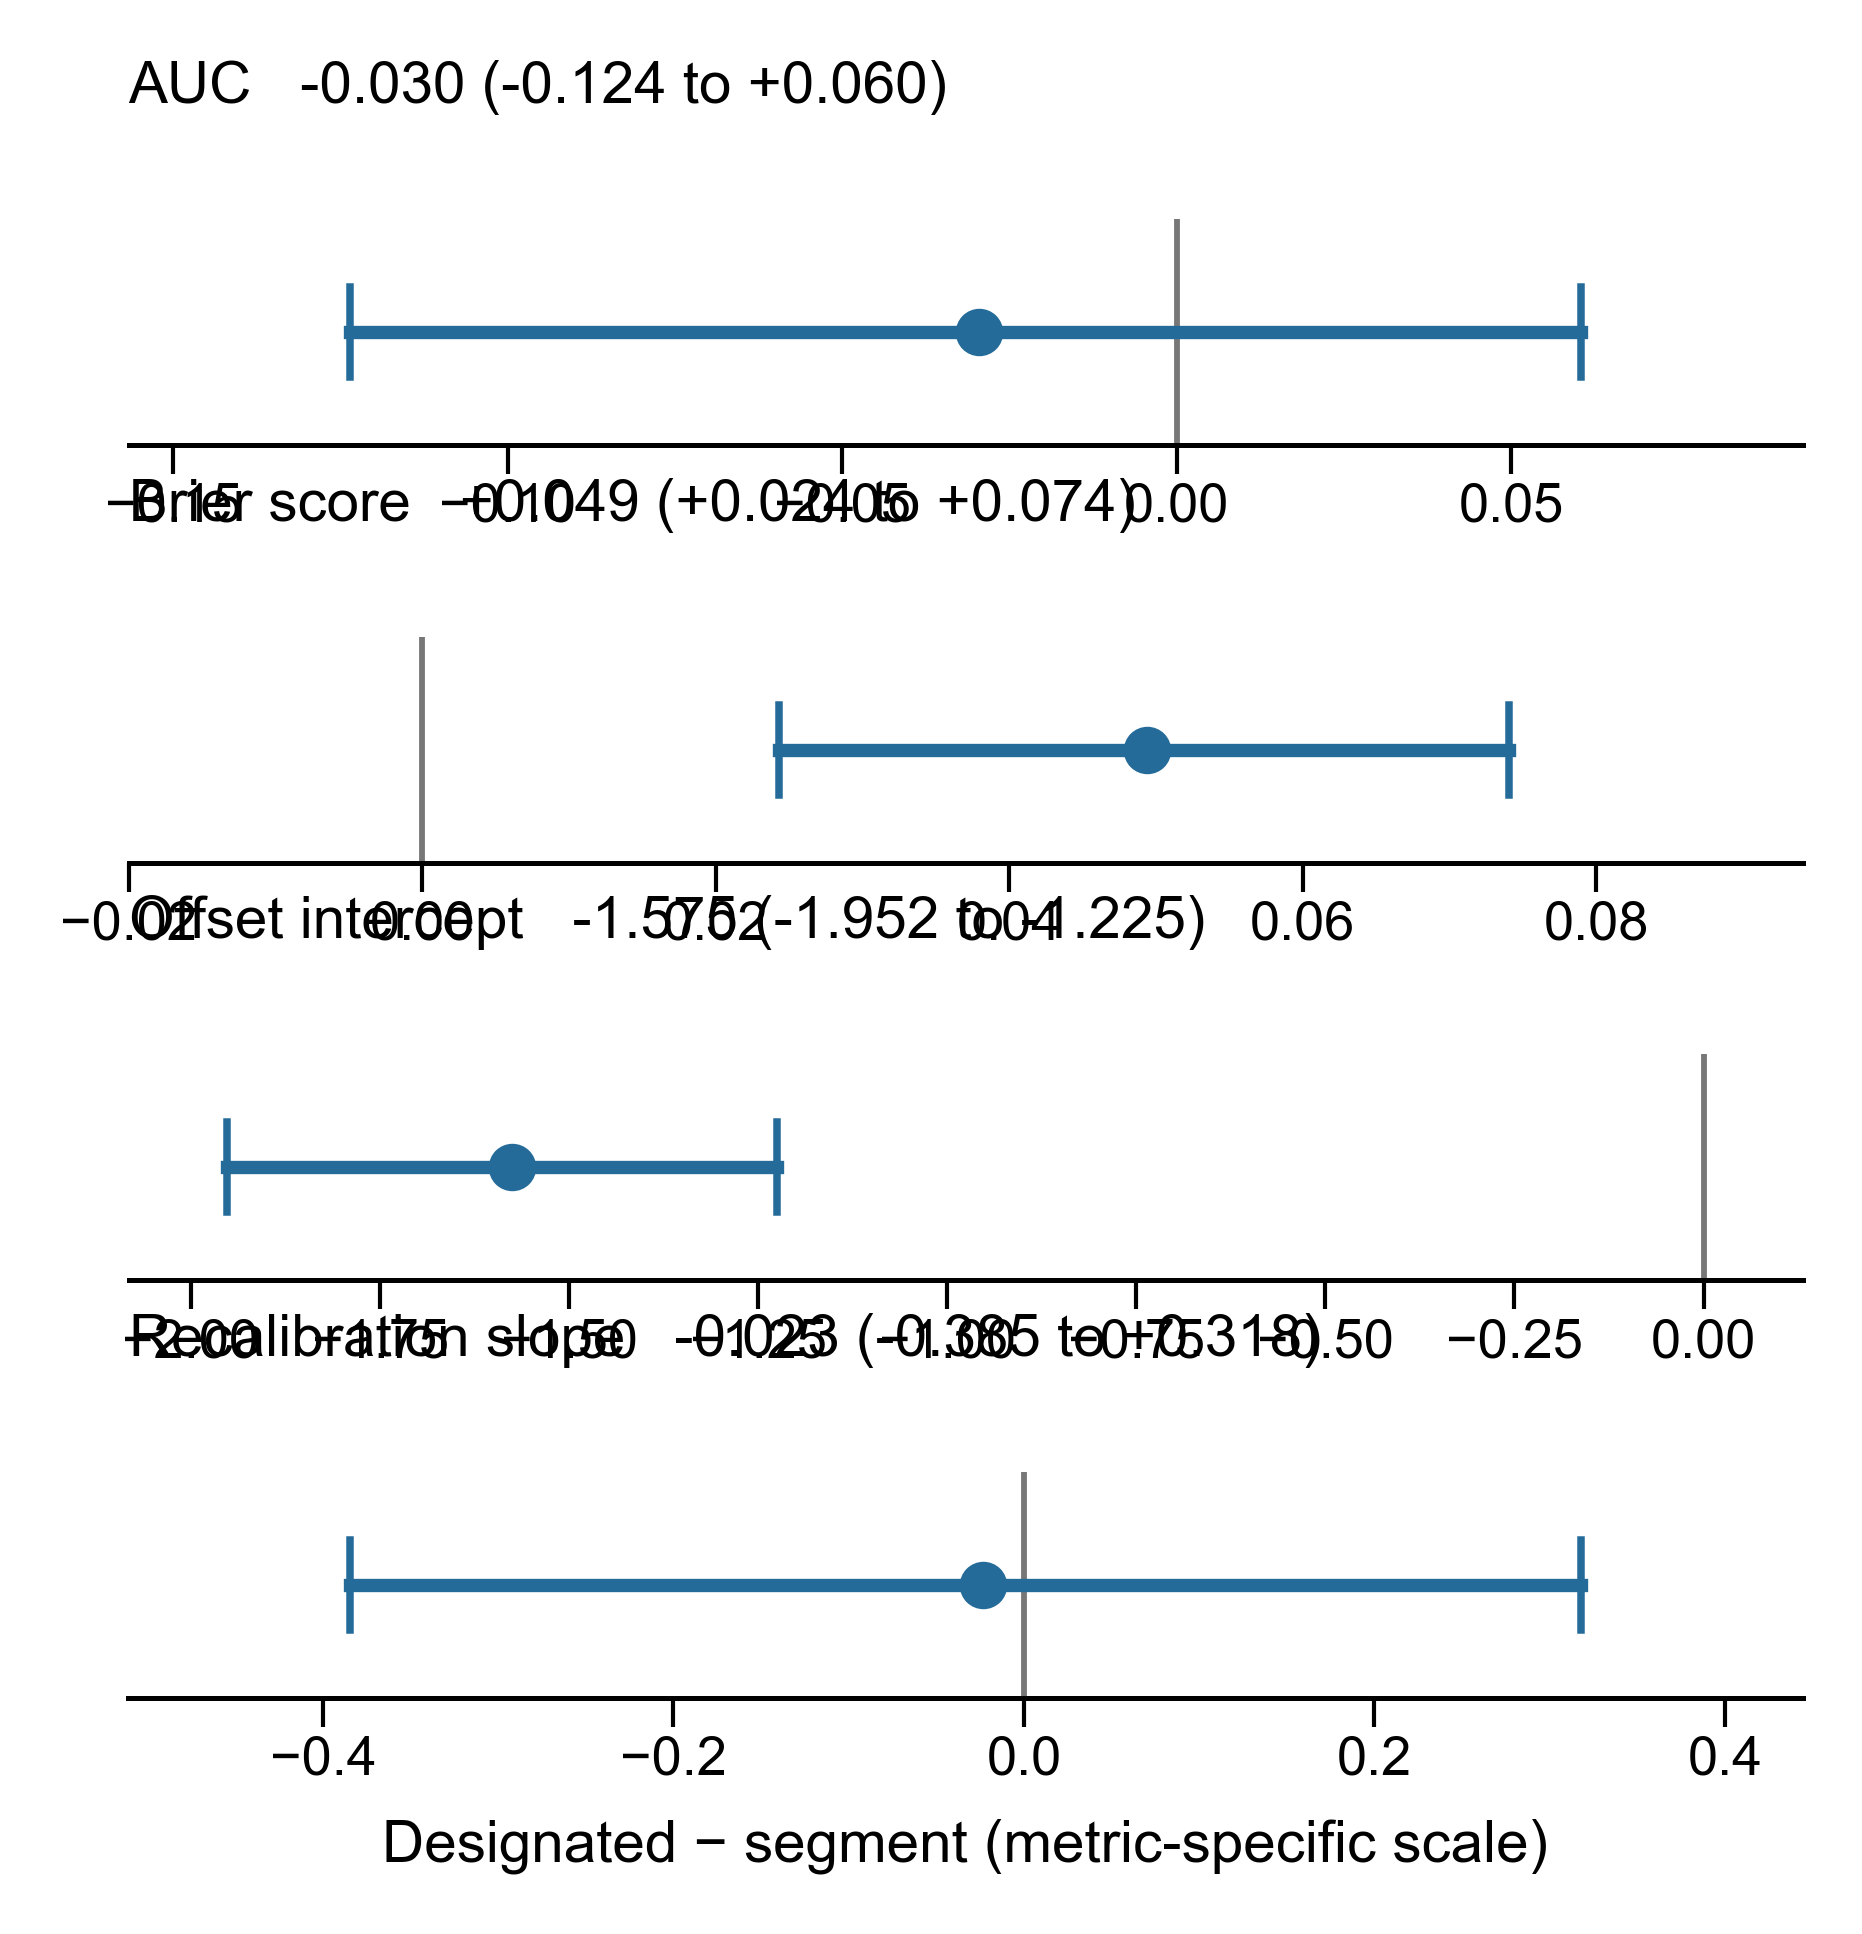 AUC -0.030 (-0.124 to +0.060)
−0.15 −0.10 −0.05 0.00 0.05
Brier score +0.049 (+0.024 to +0.074)
−0.02 0.00 0.02 0.04 0.06 0.08
Offset intercept -1.575 (-1.952 to -1.225)
−2.00 −1.75 −1.50 −1.25 −1.00 −0.75 −0.50 −0.25 0.00
Recalibration slope -0.023 (-0.385 to +0.318)
−0.4 −0.2 0.0 0.2 0.4
Designated − segment (metric-specific scale)